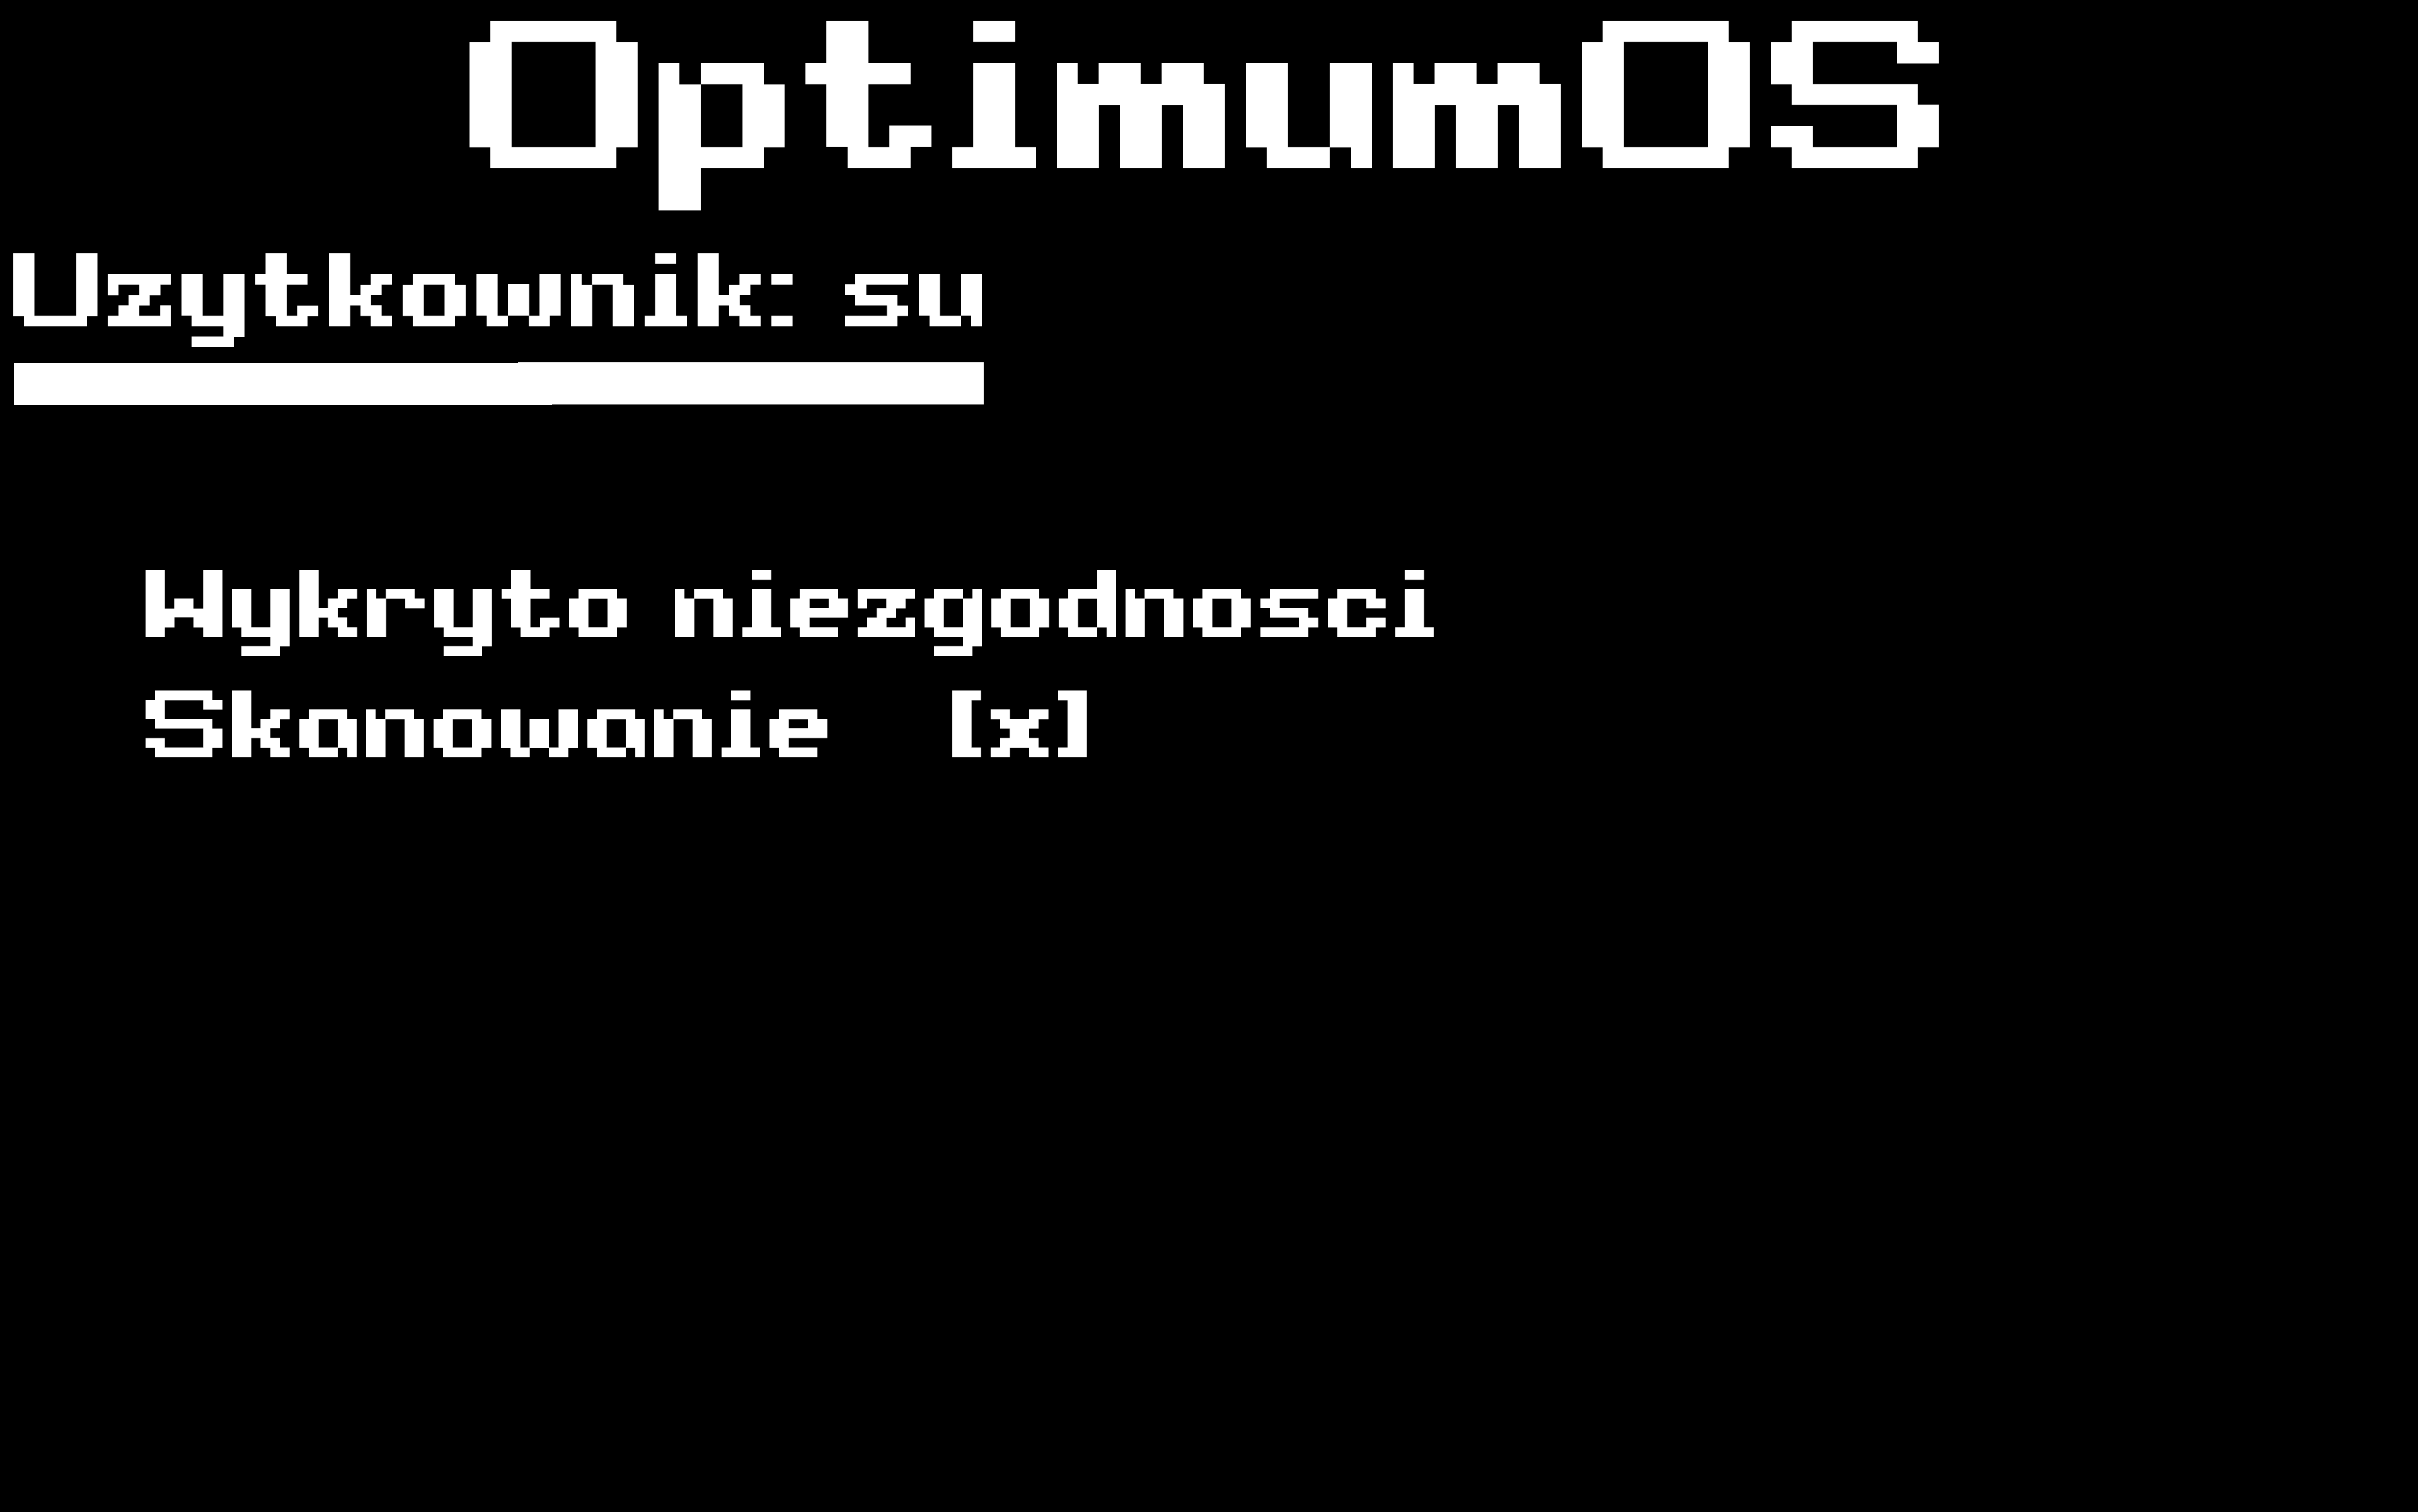 OptimumOS
Uzytkownik: su
Wykryto niezgodnosci
Skanowanie [x]